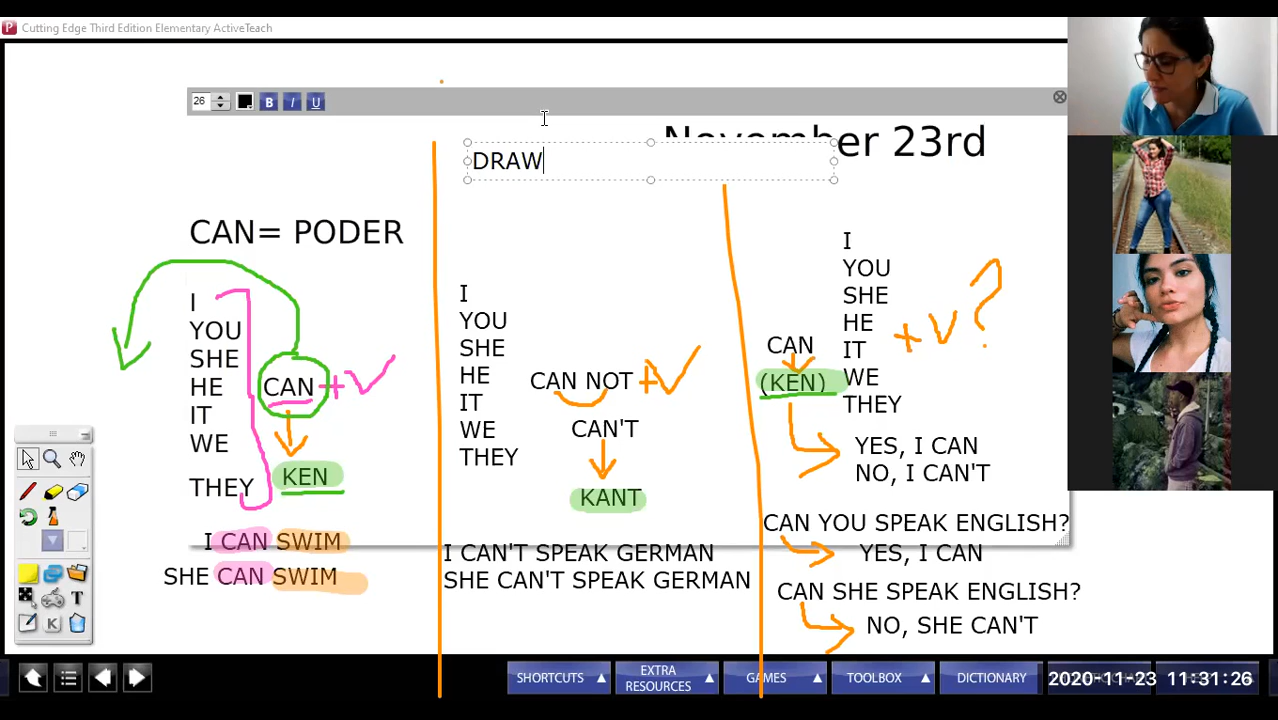 Cutting Edge Third Edition Elementary ActiveTeach
26 B I U
November 23rd
DRAW
CAN= PODER
I
YOU
SHE
HE
IT
WE
THEY
CAN + V
KEN
I CAN SWIM
SHE CAN SWIM
I
YOU
SHE
HE
IT
WE
THEY
CAN NOT + V
CAN'T
KANT
I CAN'T SPEAK GERMAN
SHE CAN'T SPEAK GERMAN
CAN
(KEN)
I
YOU
SHE
HE
IT
WE
THEY
+ V ?
YES, I CAN
NO, I CAN'T
CAN YOU SPEAK ENGLISH?
YES, I CAN
CAN SHE SPEAK ENGLISH?
NO, SHE CAN'T
T
K
SHORTCUTS
EXTRA
RESOURCES
GAMES
TOOLBOX
DICTIONARY
2020-11-23 11:31:26